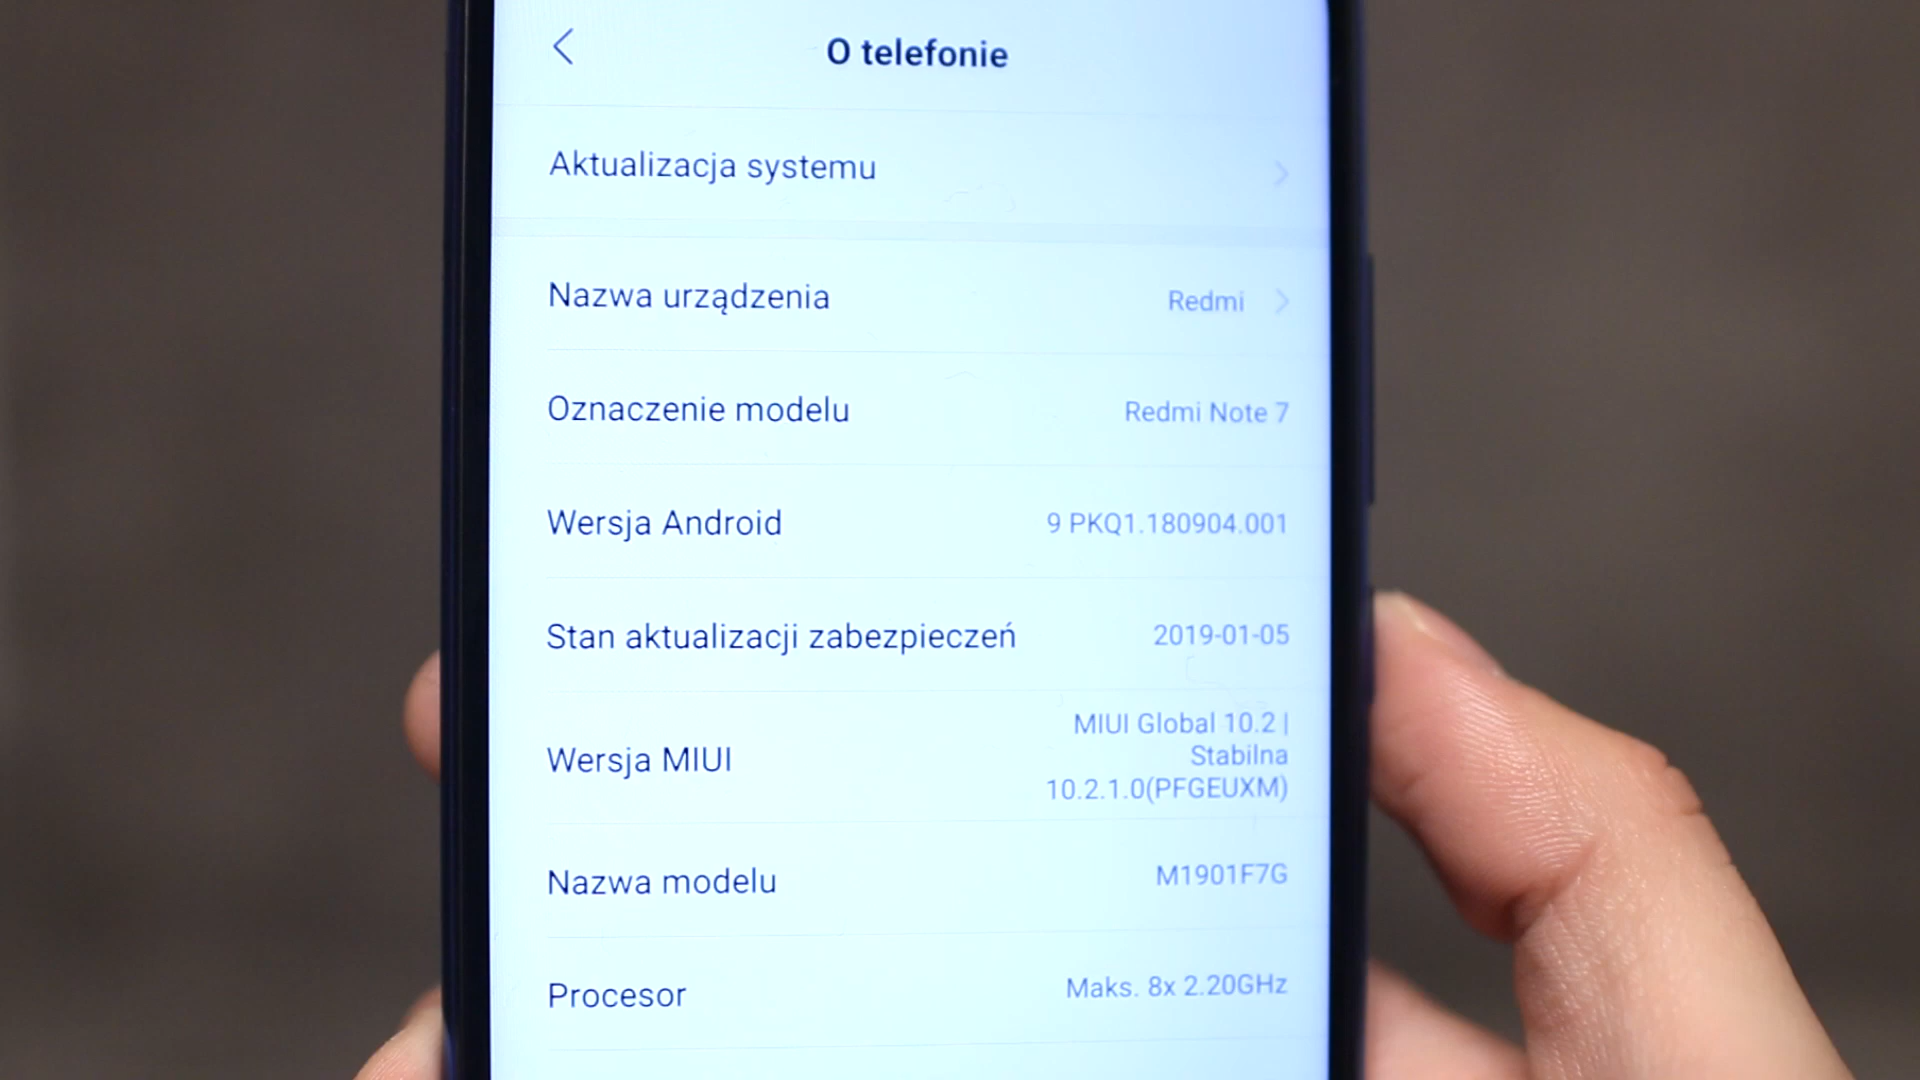 O telefonie
Aktualizacja systemu
Nazwa urządzenia
Redmi
Oznaczenie modelu
Redmi Note 7
Wersja Android
9 PKQ1.180904.001
Stan aktualizacji zabezpieczeń
2019-01-05
Wersja MIUI
MIUI Global 10.2 |
Stabilna
10.2.1.0(PFGEUXM)
Nazwa modelu
M1901F7G
Procesor
Maks. 8x 2.20GHz